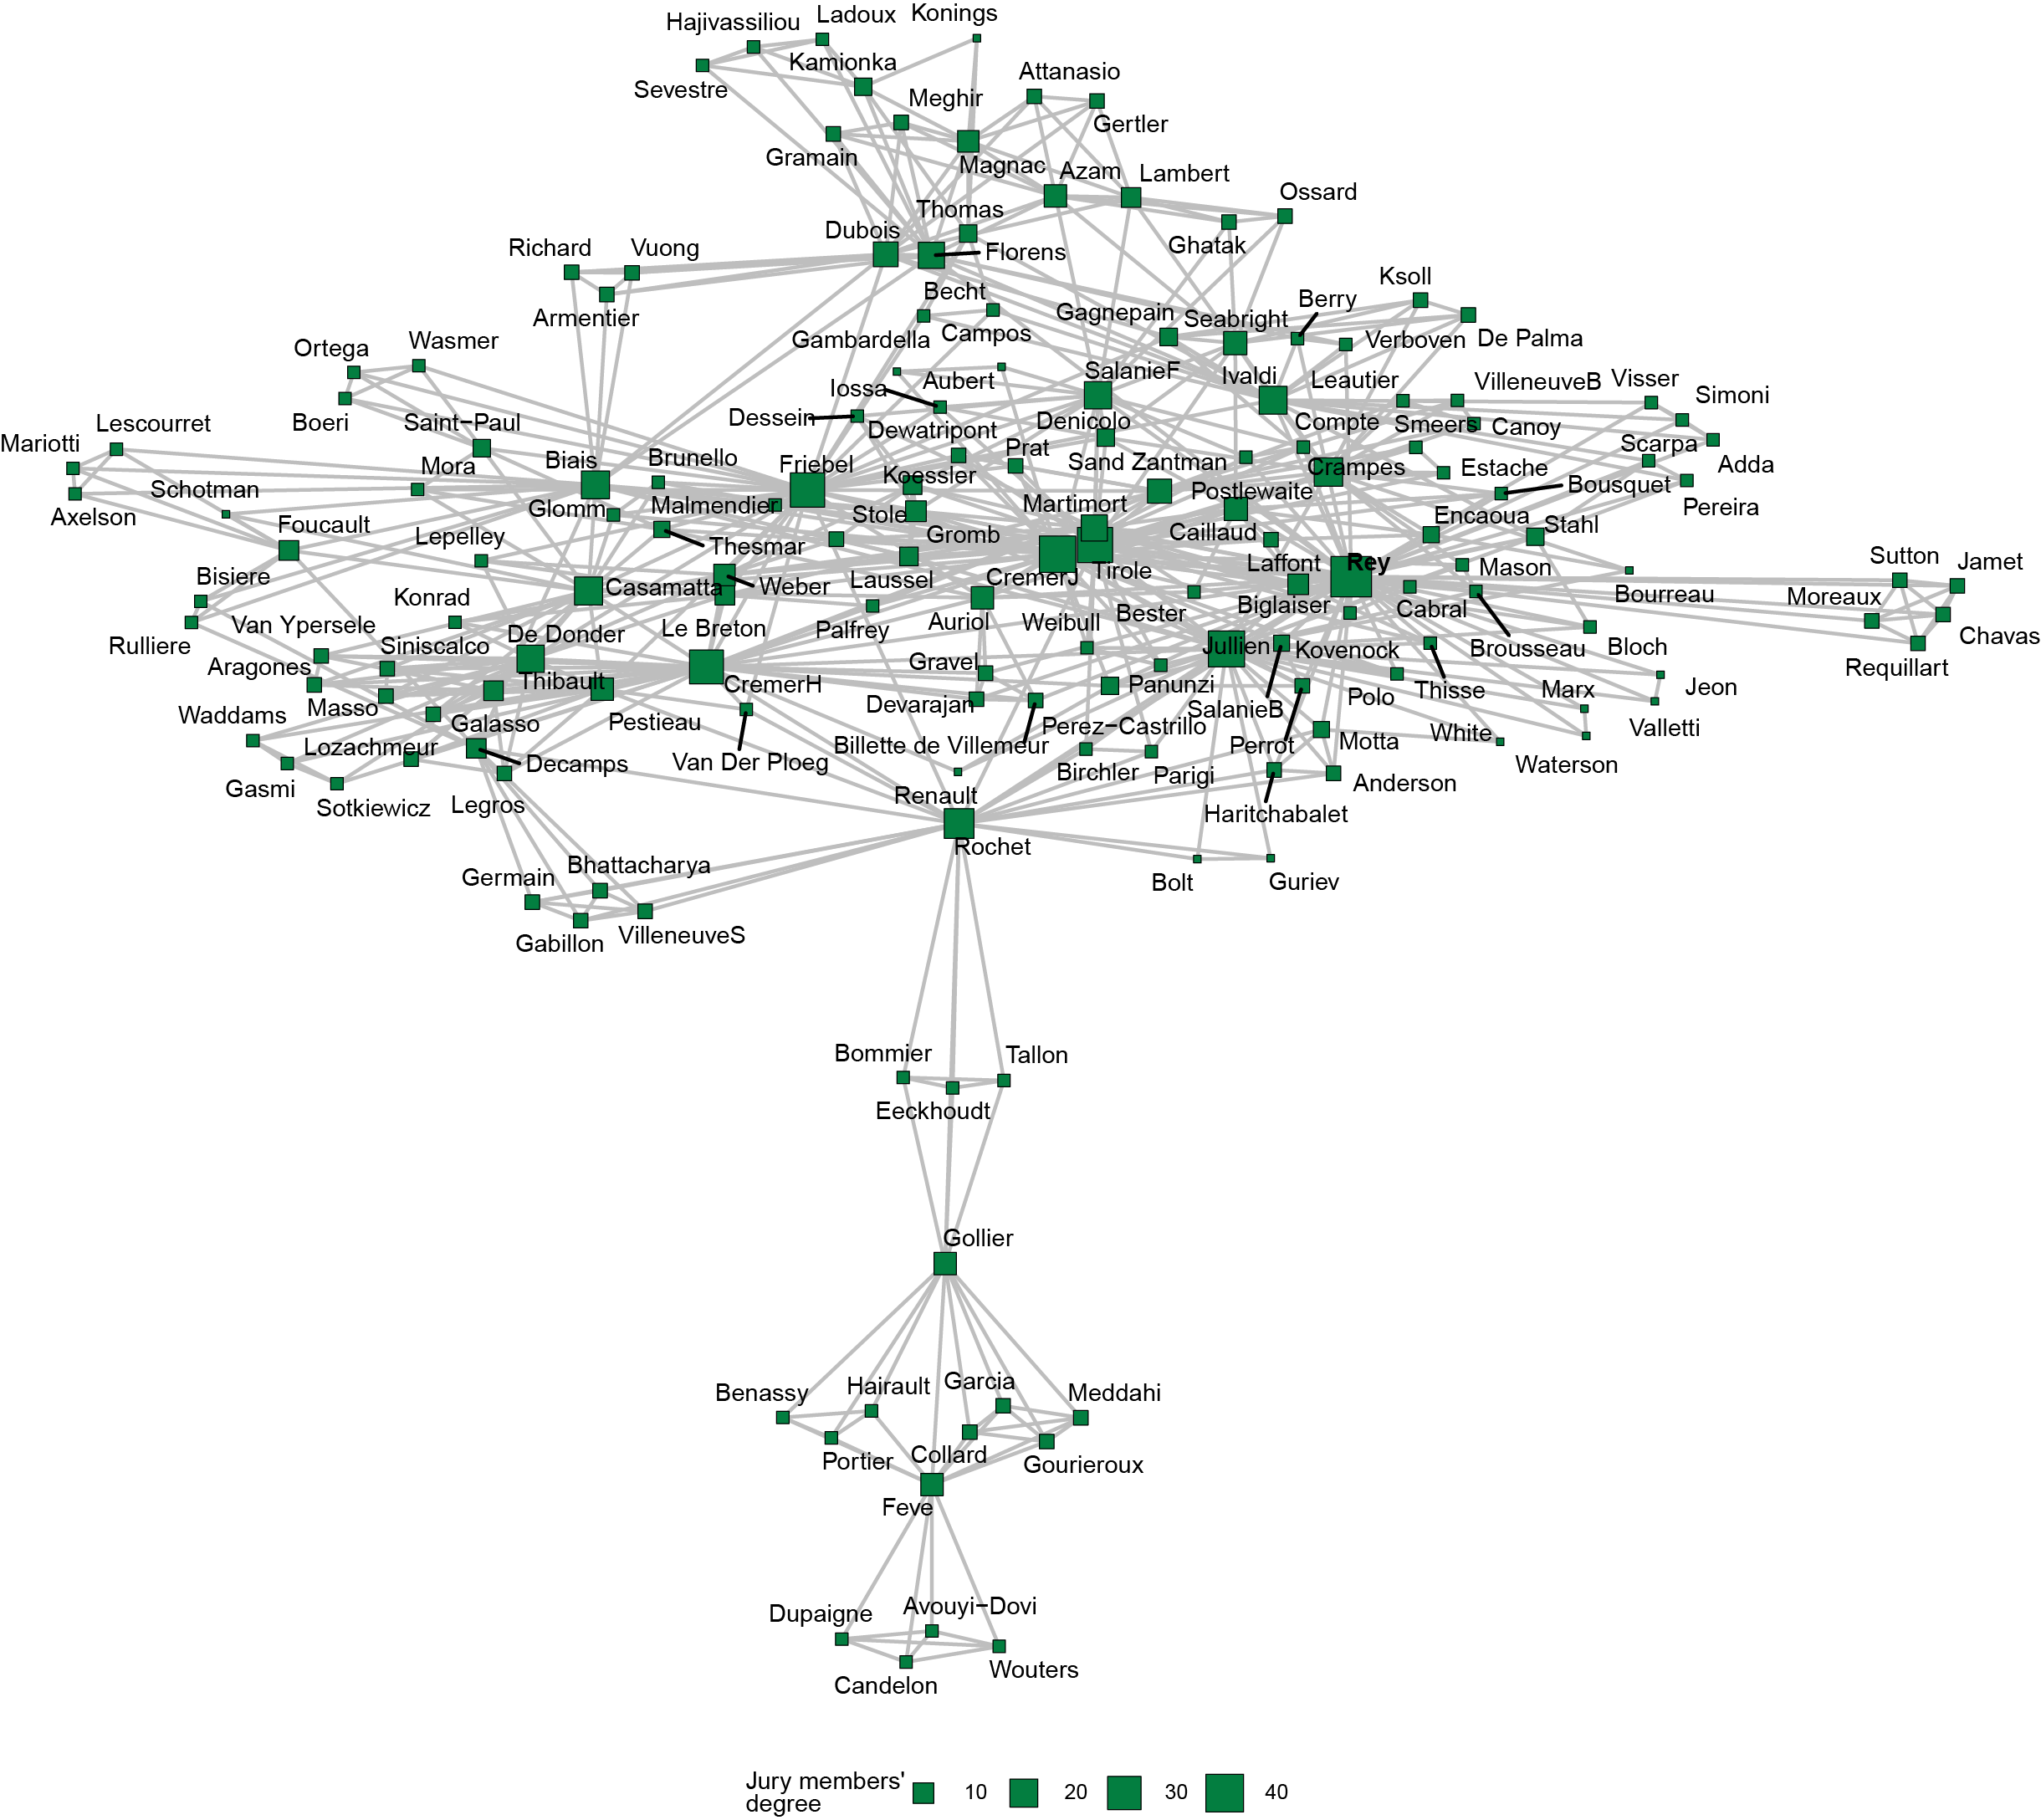 Konings
Ladoux
Hajivassiliou
Kamionka
Attanasio
Sevestre
Meghir
Gertler
Gramain
Magnac
Azam
Lambert
Ossard
Thomas
Dubois
Ghatak
Richard
Vuong
Florens
Ksoll
Becht
Berry
Armentier
Gagnepain
Seabright
Campos
Gambardella
Wasmer
Verboven
De Palma
Ortega
SalanieF
Ivaldi
Leautier
VilleneuveB
Visser
Iossa
Aubert
Simoni
Dessein
Boeri
Lescourret
Saint−Paul
Denicolo
Compte
Smeers
Canoy
Dewatripont
Mariotti
Prat
Scarpa
Mora
Biais
Brunello
Friebel
Sand Zantman
Crampes
Estache
Adda
Koessler
Bousquet
Schotman
Postlewaite
Axelson
Glomm
Malmendier
Martimort
Pereira
Stole
Encaoua
Foucault
Stahl
Lepelley
Gromb
Caillaud
Thesmar
Sutton
Jamet
Laffont
Rey
Mason
Bisiere
Laussel
CremerJ
Tirole
Casamatta
Weber
Bourreau
Moreaux
Konrad
Biglaiser
Cabral
Bester
Van Ypersele
Auriol
Weibull
Le Breton
Palfrey
De Donder
Chavas
Rulliere
Siniscalco
Jullien
Kovenock
Brousseau
Bloch
Aragones
Gravel
Requillart
Thibault
CremerH
Panunzi
Thisse
Marx
Jeon
Polo
Masso
Devarajan
SalanieB
Waddams
Galasso
Pestieau
Perez−Castrillo
Valletti
White
Lozachmeur
Billette de Villemeur
Perrot
Motta
Decamps
Van Der Ploeg
Waterson
Birchler
Parigi
Gasmi
Anderson
Renault
Sotkiewicz
Legros
Haritchabalet
Rochet
Bhattacharya
Germain
Bolt
Guriev
VilleneuveS
Gabillon
Bommier
Tallon
Eeckhoudt
Gollier
Garcia
Hairault
Benassy
Meddahi
Collard
Portier
Gourieroux
Feve
Avouyi−Dovi
Dupaigne
Wouters
Candelon
Jury members'
degree
10
20
30
40